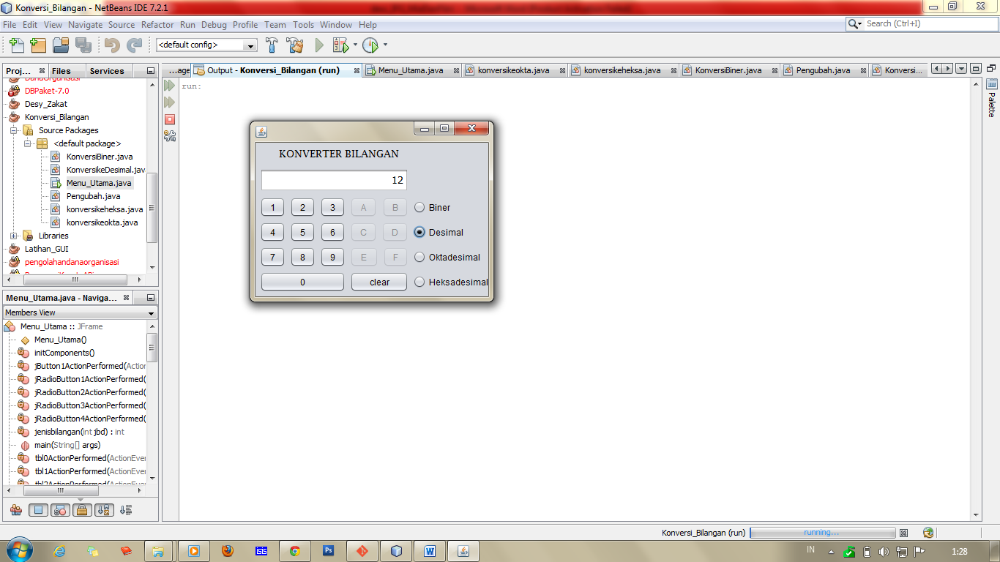 Konversi_Bilangan - NetBeans IDE 7.2.1
File Edit View Navigate Source Refactor Run Debug Profile Team Tools Window Help
Search (Ctrl+I)
<default config>
Proj... Files Services
DBPaket-7.0
Desy_Zakat
Konversi_Bilangan
Source Packages
<default package>
KonversiBiner.java
KonversikeDesimal.java
Menu_Utama.java
Pengubah.java
konversikeheksa.java
konversikeokta.java
Libraries
Latihan_GUI
pengolahandanaorganisasi
...age Output - Konversi_Bilangan (run) Menu_Utama.java konversikeokta.java konversikeheksa.java KonversiBiner.java Pengubah.java Konversi...
run:
Palette
KONVERTER BILANGAN
12
1 2 3 A B Biner
4 5 6 C D Desimal
7 8 9 E F Oktadesimal
0 clear Heksadesimal
Menu_Utama.java - Naviga...
Members View
Menu_Utama :: JFrame
Menu_Utama()
initComponents()
jButton1ActionPerformed(Action
jRadioButton1ActionPerformed(
jRadioButton2ActionPerformed(
jRadioButton3ActionPerformed(
jRadioButton4ActionPerformed(
jenisbilangan(int jbd) : int
main(String[] args)
tbl0ActionPerformed(ActionEver
tbl1ActionPerformed(ActionEver
tbl2ActionPerformed(ActionEver
Konversi_Bilangan (run) running...
IN 1:28